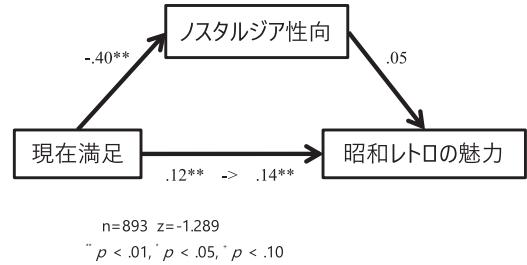 ノスタルジア性向
-.40**
.05
現在満足
昭和レトロの魅力
.12** -> .14**
n=893 z=-1.289
** p < .01, * p < .05, + p < .10